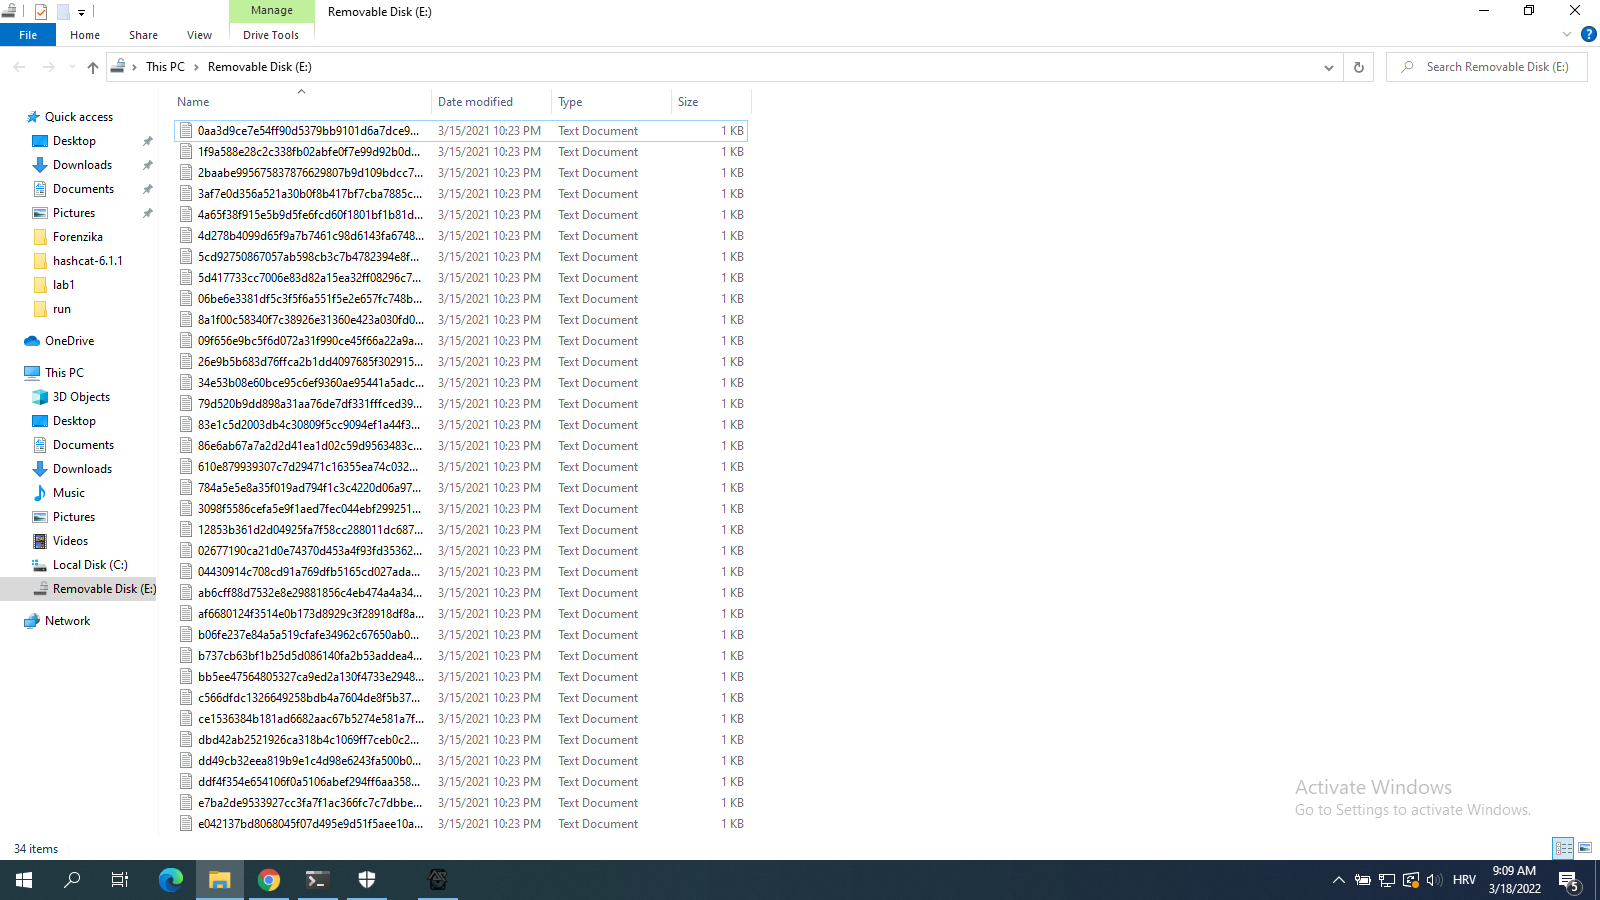 Manage
Removable Disk (E:)
File
Home
Share
View
Drive Tools
This PC
Removable Disk (E:)
Search Removable Disk (E:)
Quick access
Desktop
Downloads
Documents
Pictures
Forenzika
hashcat-6.1.1
lab1
run
OneDrive
This PC
3D Objects
Desktop
Documents
Downloads
Music
Pictures
Videos
Local Disk (C:)
Removable Disk (E:)
Network
Name Date modified Type Size
0aa3d9ce7e54ff90d5379bb9101d6a7dce9... 3/15/2021 10:23 PM Text Document 1 KB
1f9a588e28c2c338fb02abfe0f7e99d92b0d... 3/15/2021 10:23 PM Text Document 1 KB
2baabe995675837876629807b9d109bdcc7... 3/15/2021 10:23 PM Text Document 1 KB
3af7e0d356a521a30b0f8b417bf7cba7885c... 3/15/2021 10:23 PM Text Document 1 KB
4a65f38f915e5b9d5fe6fcd60f1801bf1b81d... 3/15/2021 10:23 PM Text Document 1 KB
4d278b4099d65f9a7b7461c98d6143fa6748... 3/15/2021 10:23 PM Text Document 1 KB
5cd92750867057ab598cb3c7b4782394e8f... 3/15/2021 10:23 PM Text Document 1 KB
5d417733cc7006e83d82a15ea32ff08296c7... 3/15/2021 10:23 PM Text Document 1 KB
06be6e3381df5c3f5f6a551f5e2e657fc748b... 3/15/2021 10:23 PM Text Document 1 KB
8a1f00c58340f7c38926e31360e423a030fd0... 3/15/2021 10:23 PM Text Document 1 KB
09f656e9bc5f6d072a31f990ce45f66a22a9a... 3/15/2021 10:23 PM Text Document 1 KB
26e9b5b683d76ffca2b1dd4097685f302915... 3/15/2021 10:23 PM Text Document 1 KB
34e53b08e60bce95c6ef9360ae95441a5adc... 3/15/2021 10:23 PM Text Document 1 KB
79d520b9dd898a31aa76de7df331fffced39... 3/15/2021 10:23 PM Text Document 1 KB
83e1c5d2003db4c30809f5cc9094ef1a44f3... 3/15/2021 10:23 PM Text Document 1 KB
86e6ab67a7a2d2d41ea1d02c59d9563483c... 3/15/2021 10:23 PM Text Document 1 KB
610e879939307c7d29471c16355ea74c032... 3/15/2021 10:23 PM Text Document 1 KB
784a5e5e8a35f019ad794f1c3c4220d06a97... 3/15/2021 10:23 PM Text Document 1 KB
3098f5586cefa5e9f1aed7fec044ebf299251... 3/15/2021 10:23 PM Text Document 1 KB
12853b361d2d04925fa7f58cc288011dc687... 3/15/2021 10:23 PM Text Document 1 KB
02677190ca21d0e74370d453a4f93fd35362... 3/15/2021 10:23 PM Text Document 1 KB
04430914c708cd91a769dfb5165cd027ada... 3/15/2021 10:23 PM Text Document 1 KB
ab6cff88d7532e8e29881856c4eb474a4a34... 3/15/2021 10:23 PM Text Document 1 KB
af6680124f3514e0b173d8929c3f28918df8a... 3/15/2021 10:23 PM Text Document 1 KB
b06fe237e84a5a519cfafe34962c67650ab0... 3/15/2021 10:23 PM Text Document 1 KB
b737cb63bf1b25d5d086140fa2b53addea4... 3/15/2021 10:23 PM Text Document 1 KB
bb5ee47564805327ca9ed2a130f4733e2948... 3/15/2021 10:23 PM Text Document 1 KB
c566dfdc1326649258bdb4a7604de8f5b37... 3/15/2021 10:23 PM Text Document 1 KB
ce1536384b181ad6682aac67b5274e581a7f... 3/15/2021 10:23 PM Text Document 1 KB
dbd42ab2521926ca318b4c1069ff7ceb0c2... 3/15/2021 10:23 PM Text Document 1 KB
dd49cb32eea819b9e1c4d98e6243fa500b0... 3/15/2021 10:23 PM Text Document 1 KB
ddf4f354e654106f0a5106abef294ff6aa358... 3/15/2021 10:23 PM Text Document 1 KB
e7ba2de9533927cc3fa7f1ac366fc7c7dbbe... 3/15/2021 10:23 PM Text Document 1 KB
e042137bd8068045f07d495e9d51f5aee10a... 3/15/2021 10:23 PM Text Document 1 KB
Activate Windows
Go to Settings to activate Windows.
34 items
HRV
9:09 AM
3/18/2022
5